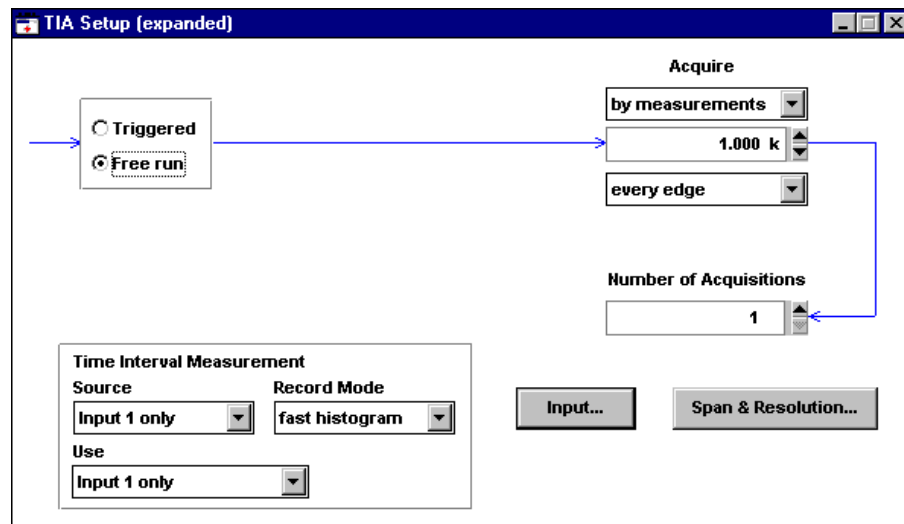 TIA Setup (expanded)
Acquire
Triggered
Free run
by measurements
1.000 k
every edge
Number of Acquisitions
1
Time Interval Measurement
Source
Record Mode
Input 1 only
fast histogram
Use
Input 1 only
Input...
Span & Resolution...